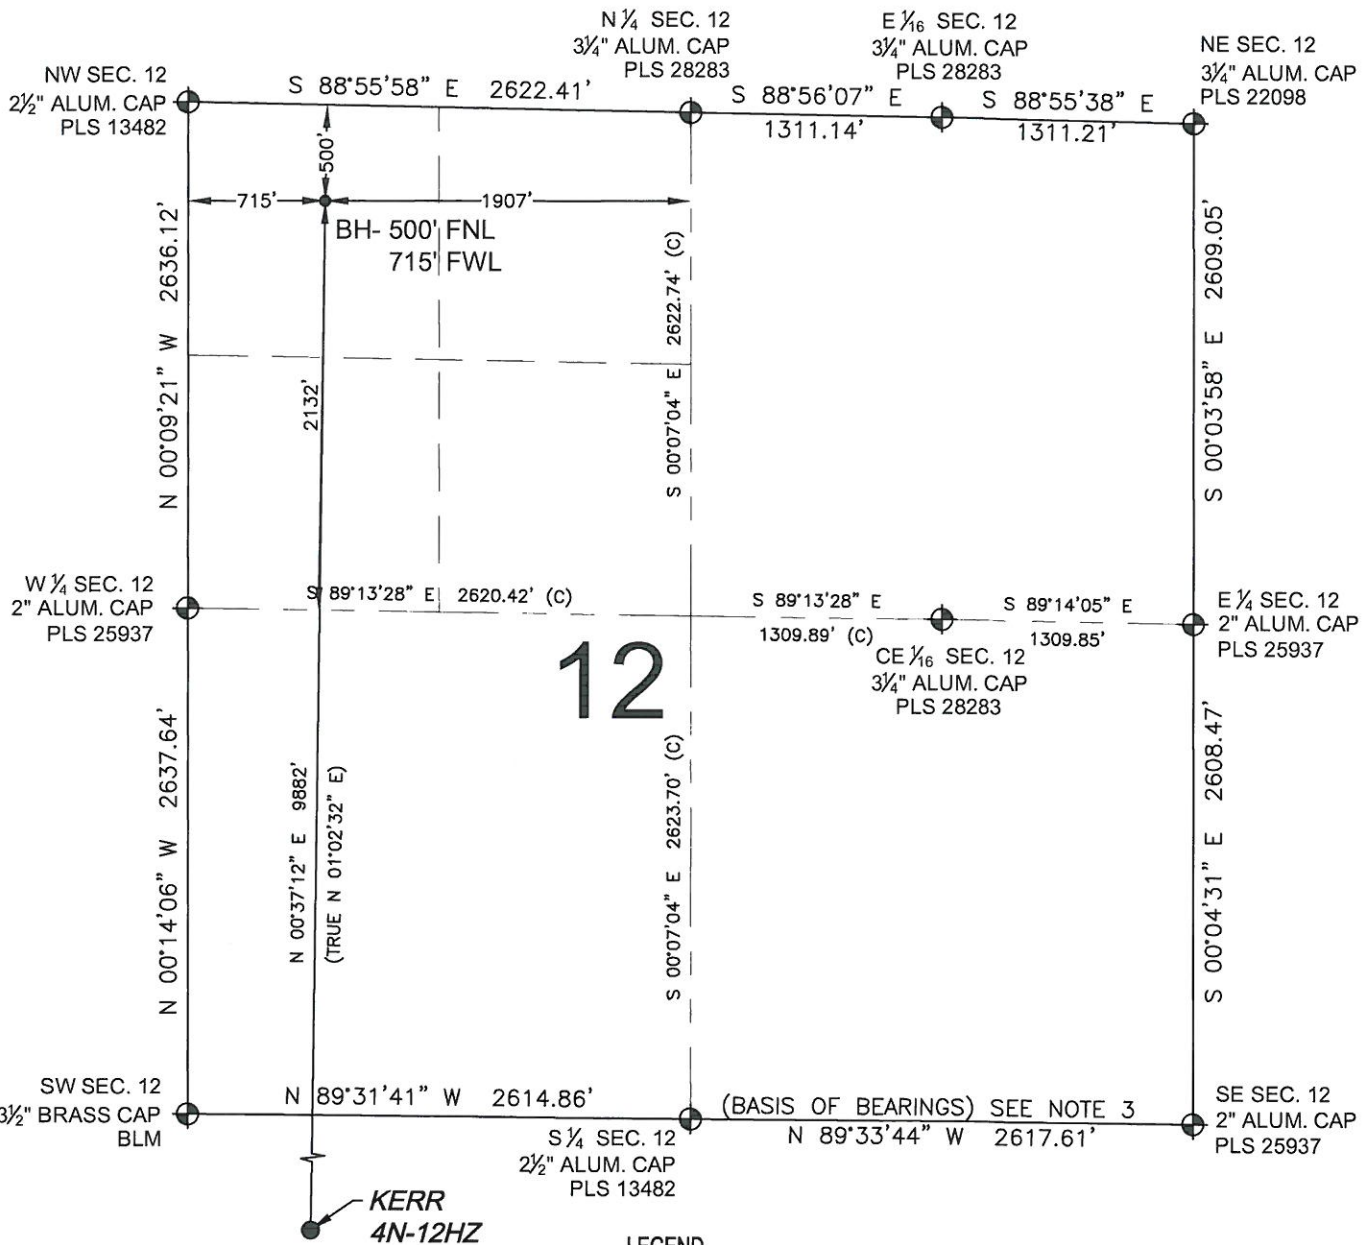 N ¼ SEC. 12
3¼" ALUM. CAP
PLS 28283
E 1⁄16 SEC. 12
3¼" ALUM. CAP
PLS 28283
NE SEC. 12
3¼" ALUM. CAP
PLS 22098
NW SEC. 12
2½" ALUM. CAP
PLS 13482
S 88°55'58" E 2622.41'
S 88°56'07" E
1311.14'
S 88°55'38" E
1311.21'
500'
715'
1907'
BH- 500' FNL
715' FWL
N 00°09'21" W 2636.12'
2132'
S 00°07'04" E 2622.74' (C)
S 00°03'58" E 2609.05'
W ¼ SEC. 12
2" ALUM. CAP
PLS 25937
S 89°13'28" E 2620.42' (C)
S 89°13'28" E
1309.89' (C)
S 89°14'05" E
1309.85'
E ¼ SEC. 12
2" ALUM. CAP
PLS 25937
12
CE 1⁄16 SEC. 12
3¼" ALUM. CAP
PLS 28283
N 00°14'06" W 2637.64'
N 00°37'12" E 9882'
(TRUE N 01°02'32" E)
S 00°07'04" E 2623.70' (C)
S 00°04'31" E 2608.47'
SW SEC. 12
3½" BRASS CAP
BLM
N 89°31'41" W 2614.86'
S ¼ SEC. 12
2½" ALUM. CAP
PLS 13482
(BASIS OF BEARINGS) SEE NOTE 3
N 89°33'44" W 2617.61'
SE SEC. 12
2" ALUM. CAP
PLS 25937
KERR
4N-12HZ
LEGEND